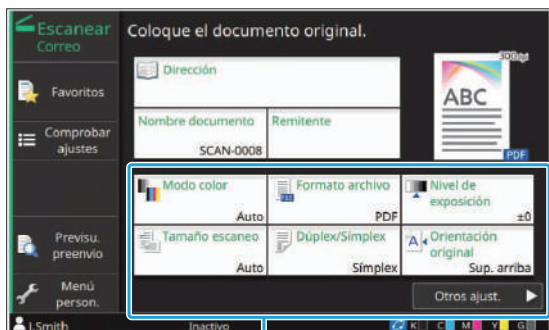 Escanear
Correo
Coloque el documento original.
Favoritos
Comprobar
ajustes
Previsu.
preenvio
Menú
person.
Dirección
Nombre documento
SCAN-0008
Remitente
ABC
PDF
Modo color
Auto
Formato archivo
PDF
Nivel de
exposición
±0
Tamaño escaneo
Auto
Dúplex/Símplex
Símplex
Orientación
original
Sup. arriba
Otros ajust.
J.Smith
Inactivo
K C M Y G